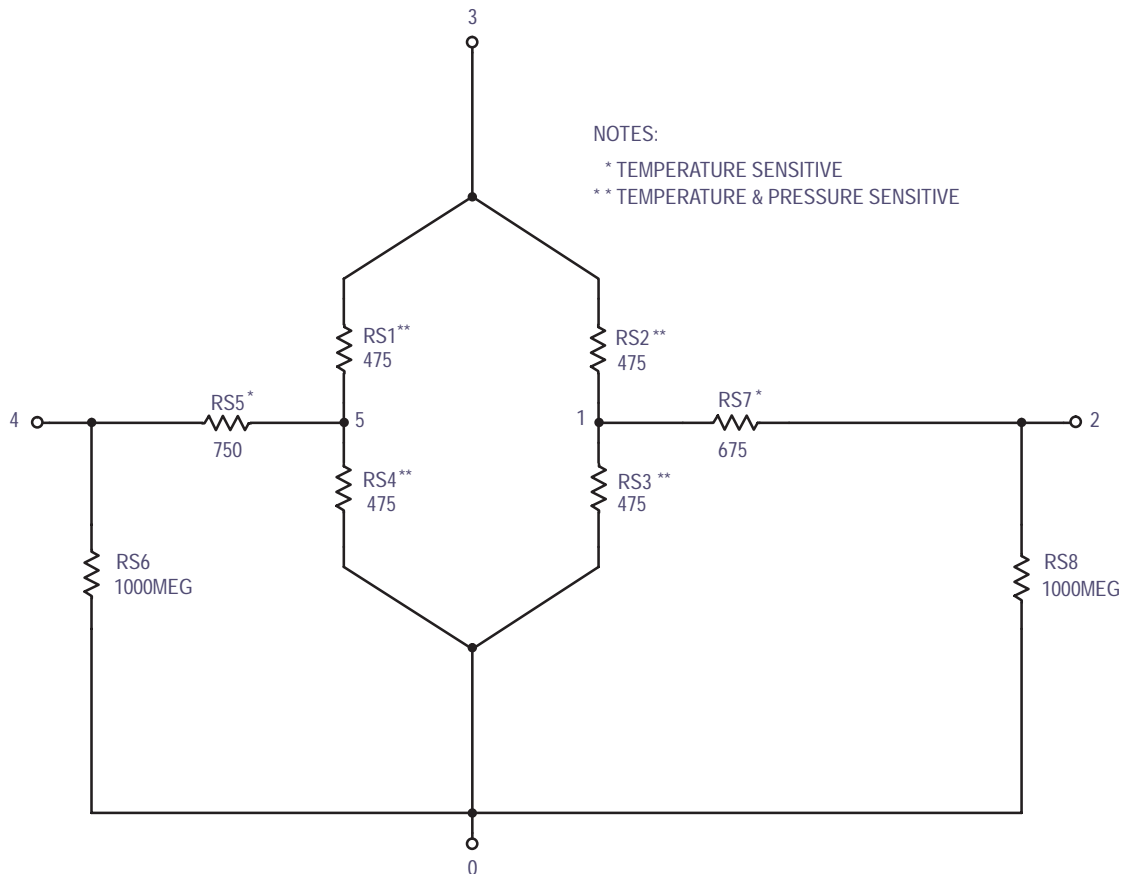 3
NOTES:
* TEMPERATURE SENSITIVE
* * TEMPERATURE & PRESSURE SENSITIVE
RS1**
475
RS2**
475
4
RS5*
750
5
1
RS7*
675
2
RS4**
475
RS3 **
475
RS6
1000MEG
RS8
1000MEG
0